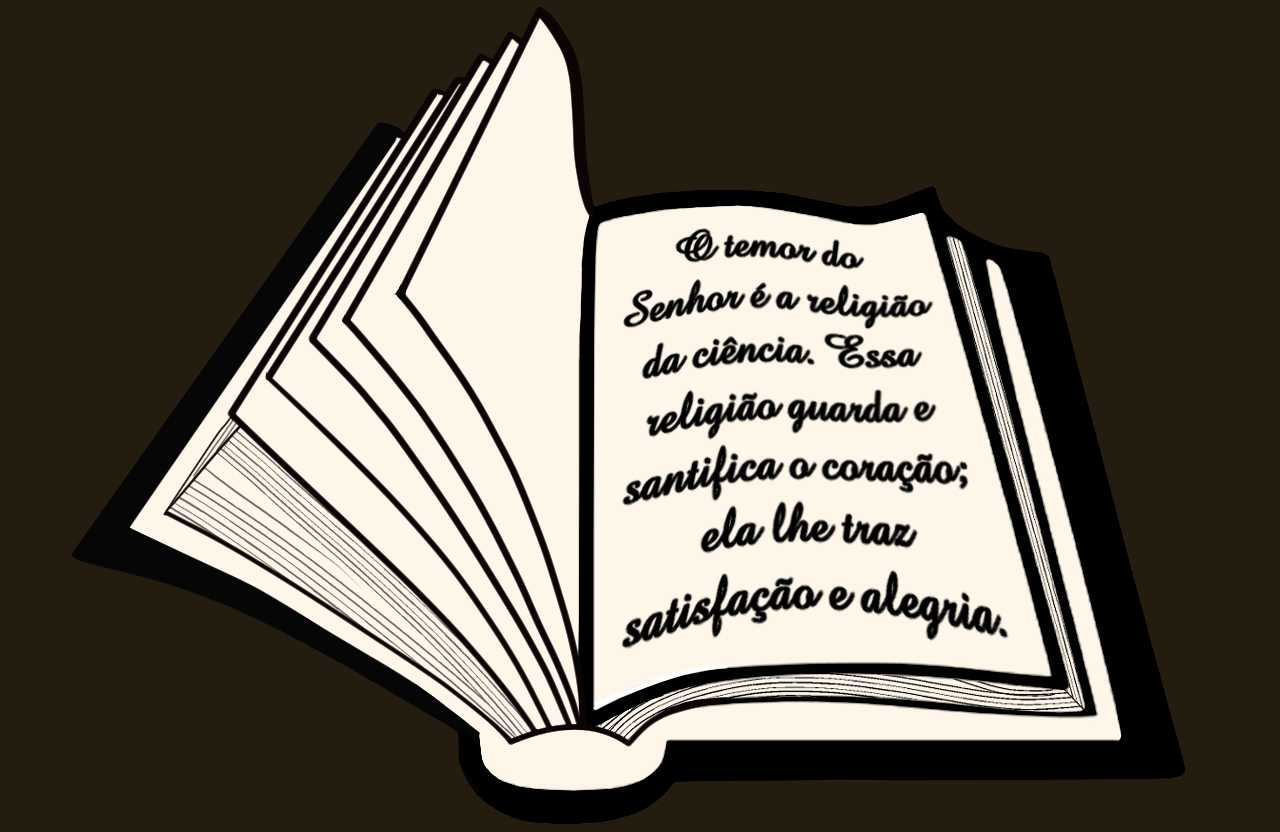 O temor do
Senhor é a religião
da ciência. Essa
religião guarda e
santifica o coração;
ela lhe traz
satisfação e alegria.